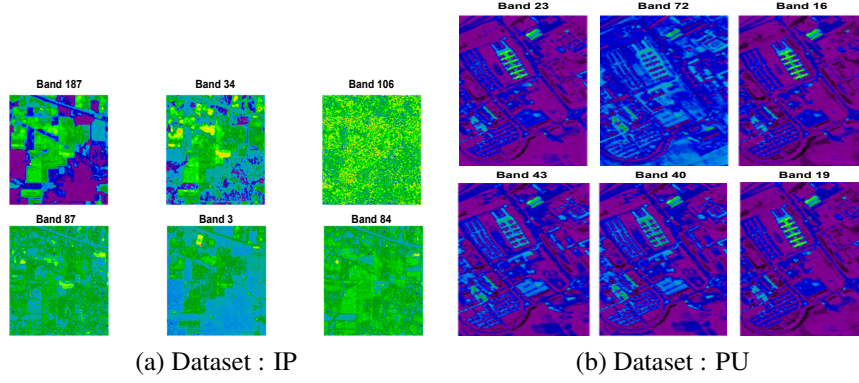 Band 23 Band 72 Band 16
Band 187 Band 34 Band 106
Band 43 Band 40 Band 19
Band 87 Band 3 Band 84
(a) Dataset : IP (b) Dataset : PU